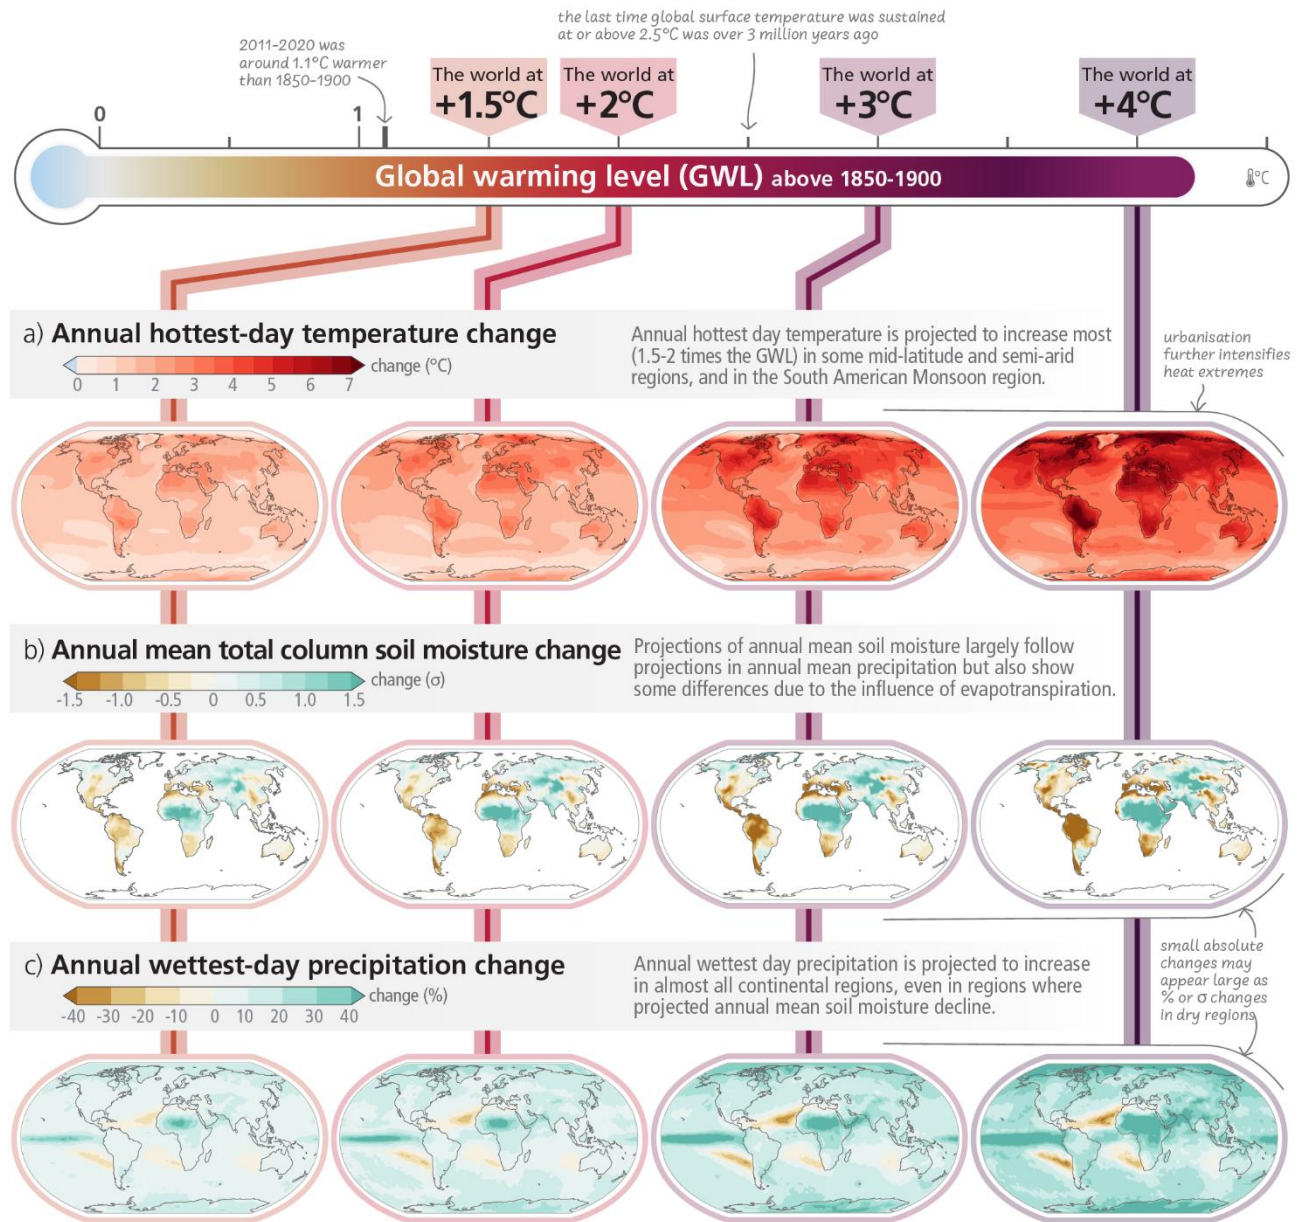 the last time global surface temperature was sustained
at or above 2.5°C was over 3 million years ago
2011-2020 was
around 1.1°C warmer
than 1850-1900
The world at
+1.5°C
The world at
+2°C
The world at
+3°C
The world at
+4°C
0
1
Global warming level (GWL) above 1850-1900
°C
a) Annual hottest-day temperature change
change (°C)
0 1 2 3 4 5 6 7
Annual hottest day temperature is projected to increase most
(1.5-2 times the GWL) in some mid-latitude and semi-arid
regions, and in the South American Monsoon region.
urbanisation
further intensifies
heat extremes
b) Annual mean total column soil moisture change
change (σ)
-1.5 -1.0 -0.5 0 0.5 1.0 1.5
Projections of annual mean soil moisture largely follow
projections in annual mean precipitation but also show
some differences due to the influence of evapotranspiration.
c) Annual wettest-day precipitation change
change (%)
-40 -30 -20 -10 0 10 20 30 40
Annual wettest day precipitation is projected to increase
in almost all continental regions, even in regions where
projected annual mean soil moisture decline.
small absolute
changes may
appear large as
% or σ changes
in dry regions